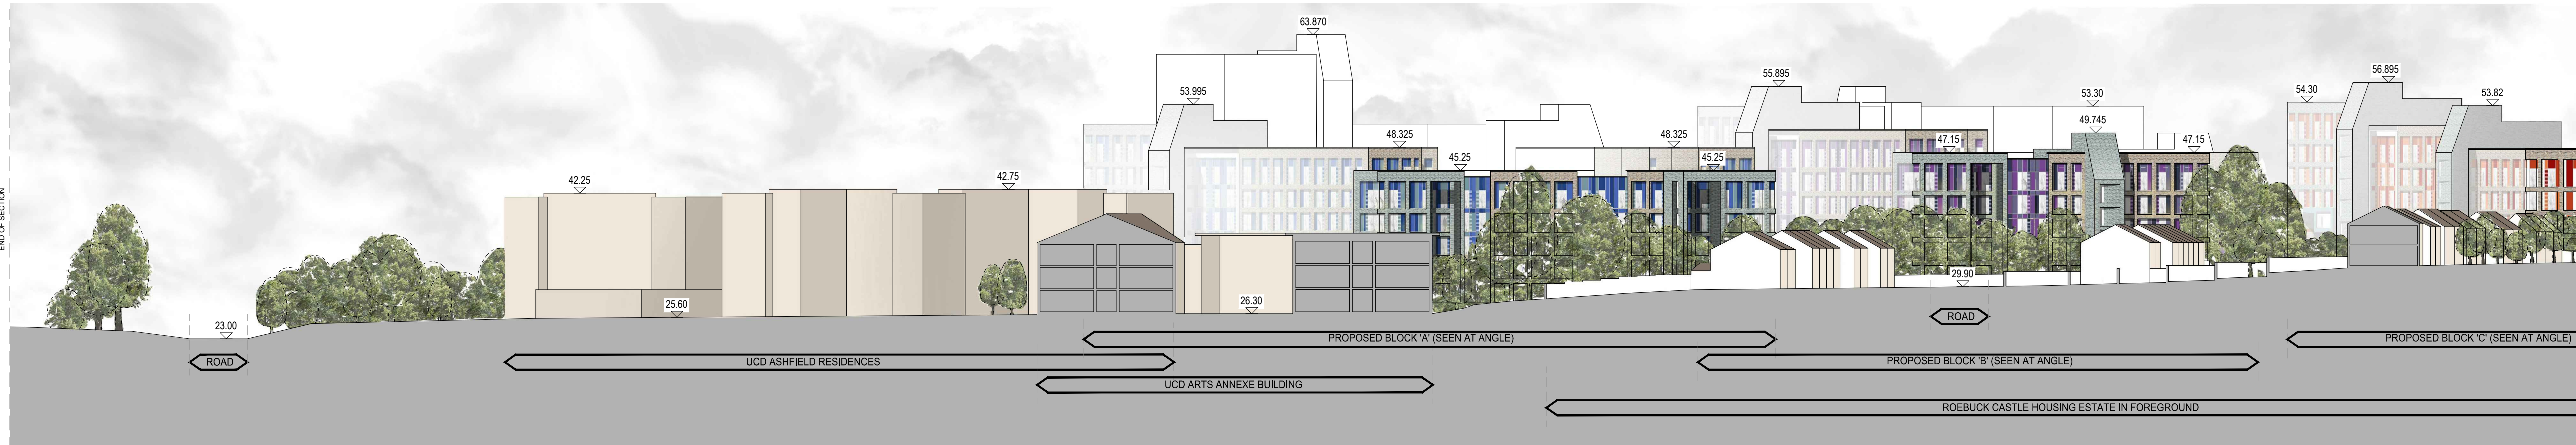 END OF SECTION
63.870
53.995
55.895
56.895
54.30
53.82
53.30
49.745
48.325
48.325
47.15
47.15
45.25
45.25
42.25
42.75
25.60
26.30
29.90
23.00
ROAD
ROAD
PROPOSED BLOCK 'A' (SEEN AT ANGLE)
PROPOSED BLOCK 'C' (SEEN AT ANGLE)
UCD ASHFIELD RESIDENCES
PROPOSED BLOCK 'B' (SEEN AT ANGLE)
UCD ARTS ANNEXE BUILDING
ROEBUCK CASTLE HOUSING ESTATE IN FOREGROUND